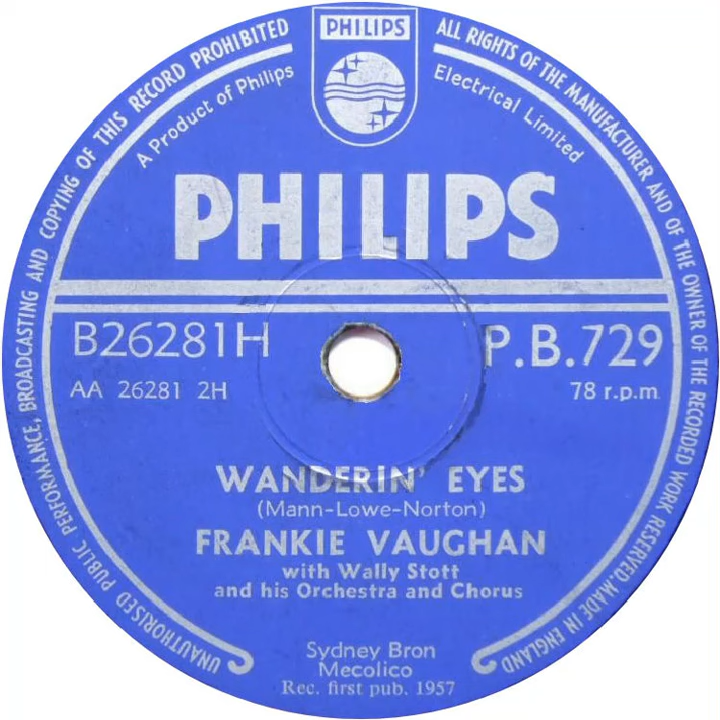 PHILIPS
UNAUTHORISED PUBLIC PERFORMANCE, BROADCASTING AND COPYING OF THIS RECORD PROHIBITED
ALL RIGHTS OF THE MANUFACTURER AND OF THE OWNER OF THE RECORDED WORK RESERVED. MADE IN ENGLAND
A Product of Philips Electrical Limited
PHILIPS
B26281H
P.B.729
AA 26281 2H
78 r.p.m.
WANDERIN' EYES
(Mann-Lowe-Norton)
FRANKIE VAUGHAN
with Wally Stott
and his Orchestra and Chorus
Sydney Bron
Mecolico
Rec. first pub. 1957